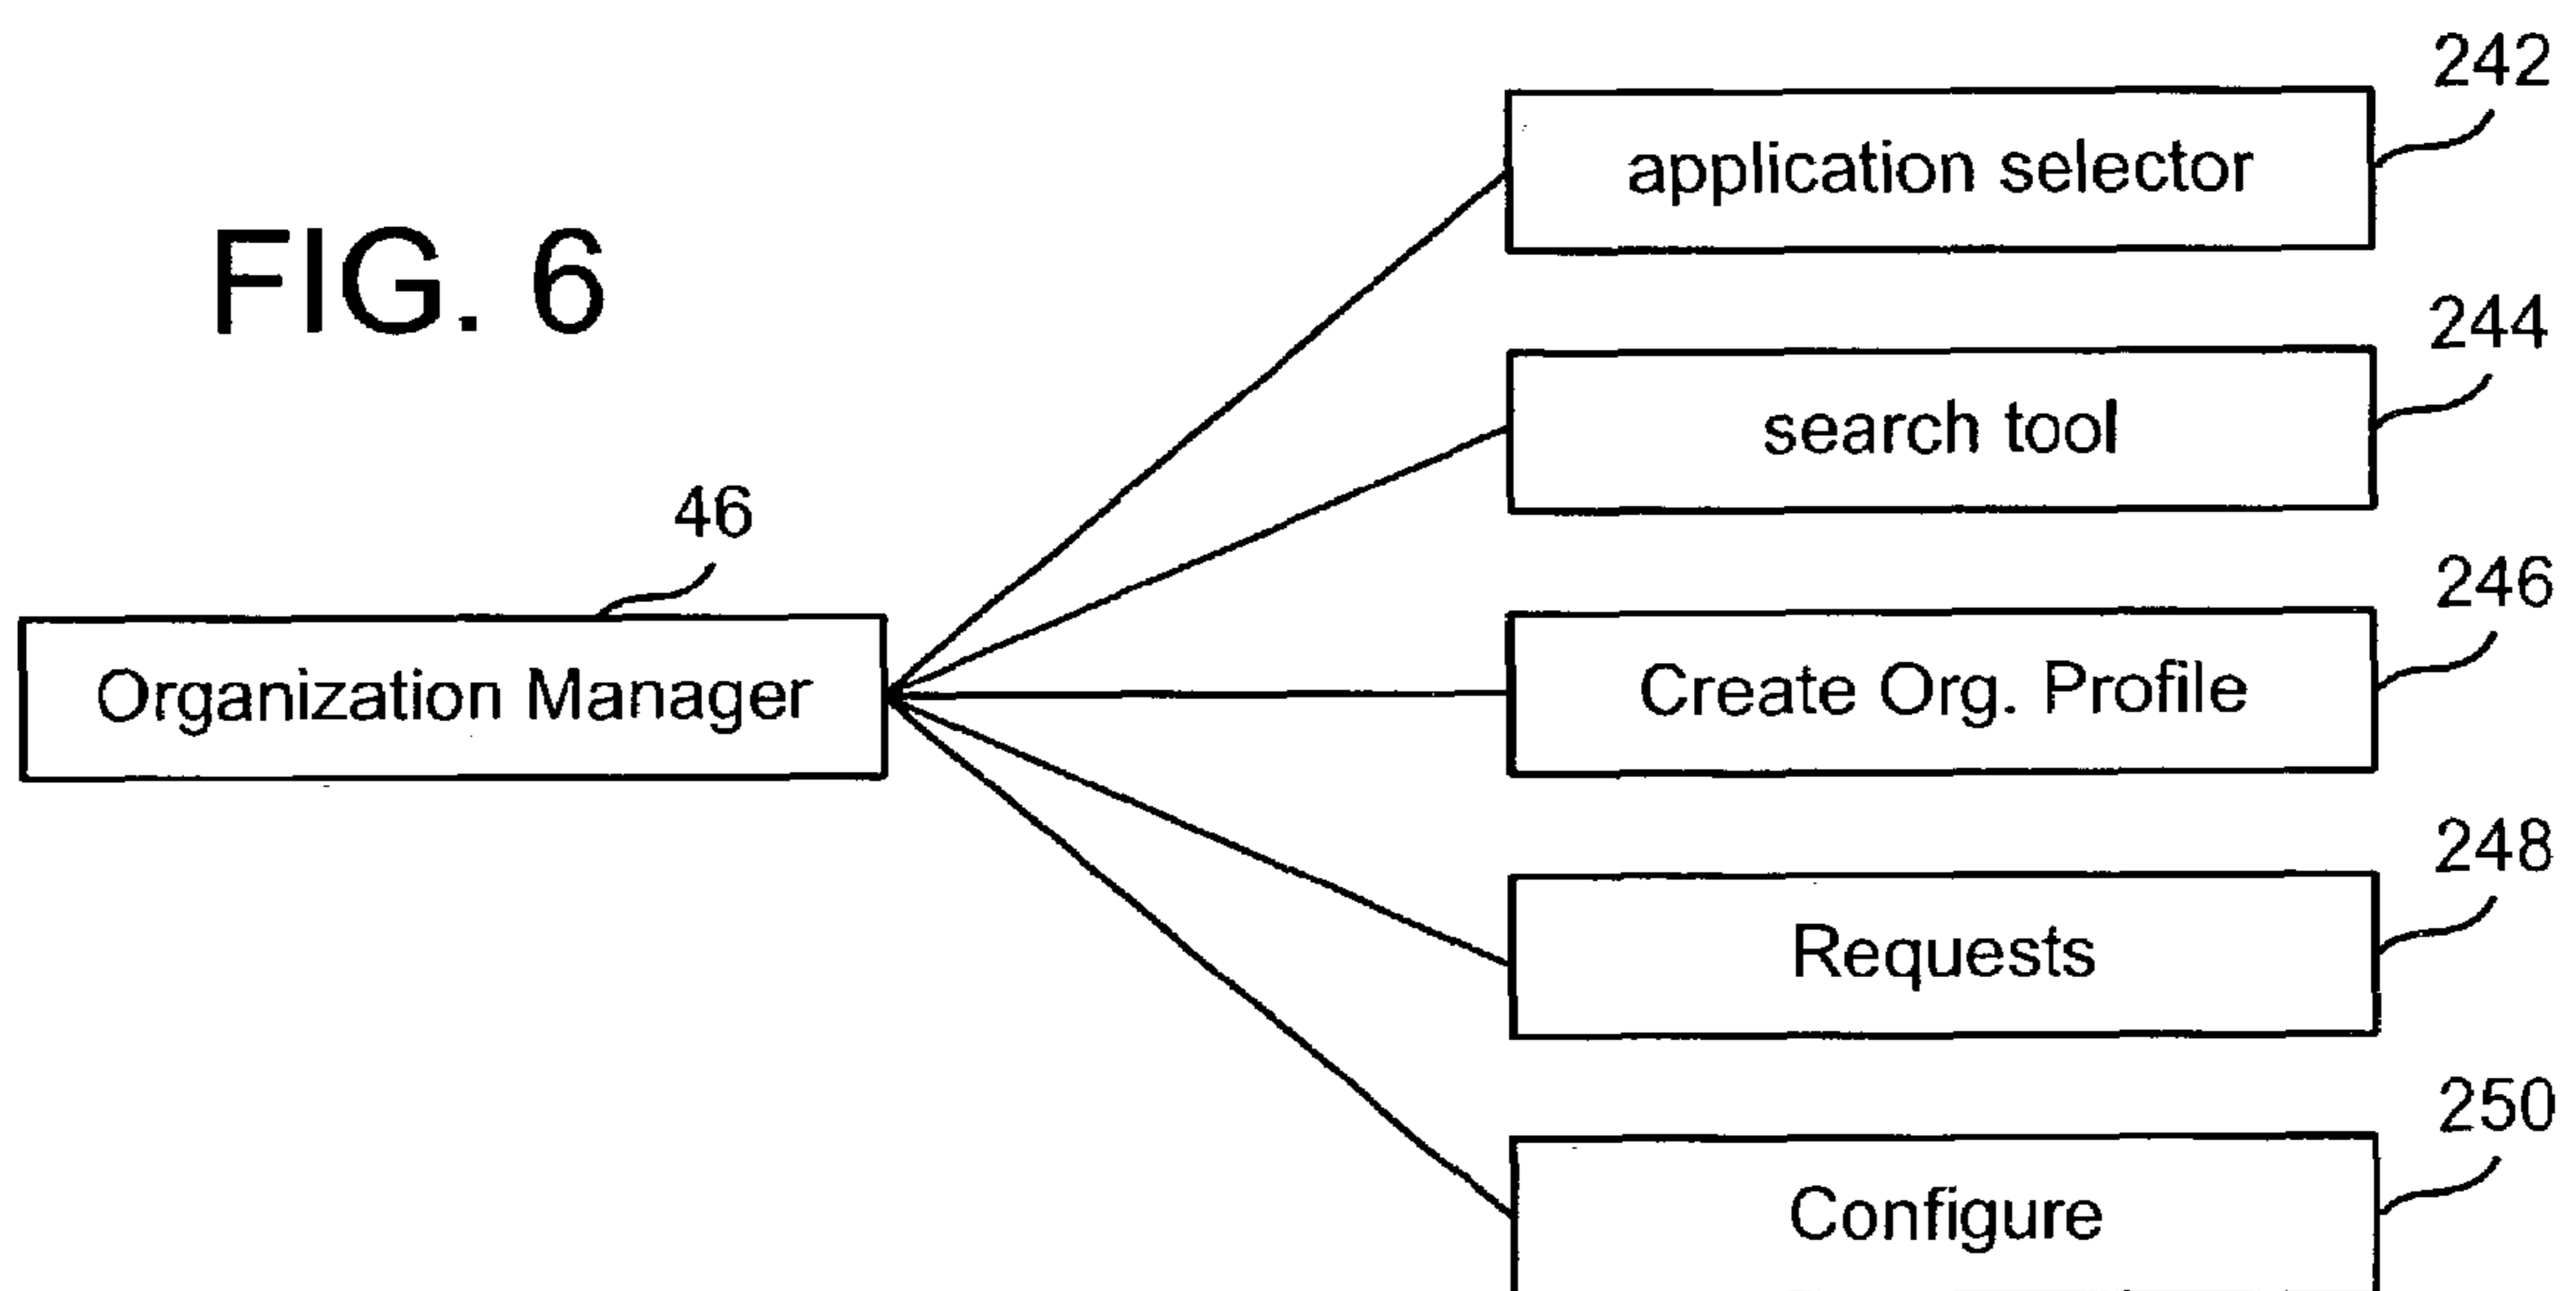 242
application selector
FIG. 6
244
search tool
46
246
Organization Manager
Create Org. Profile
248
Requests
250
Configure